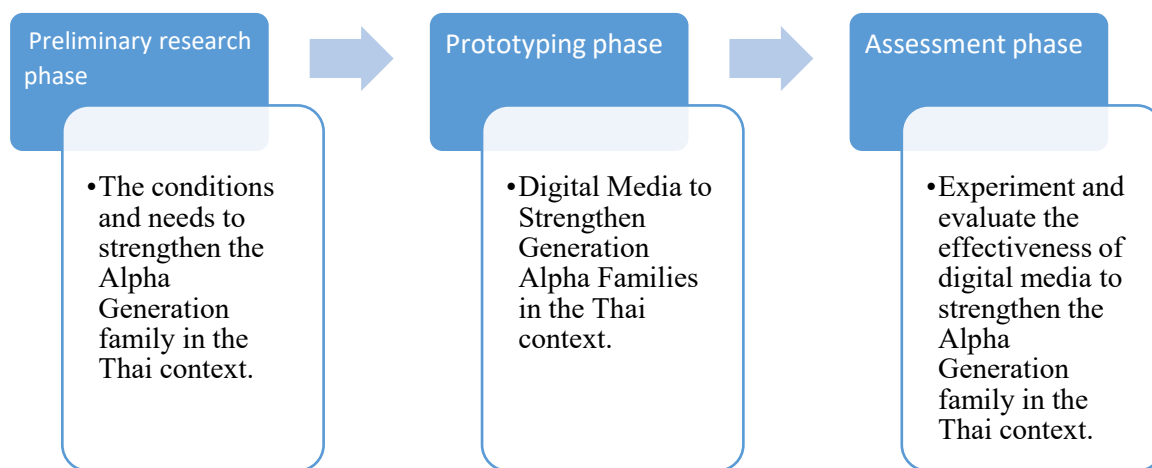 Preliminary research
phase
•The conditions
and needs to
strengthen the
Alpha
Generation
family in the
Thai context.
Prototyping phase
•Digital Media to
Strengthen
Generation
Alpha Families
in the Thai
context.
Assessment phase
•Experiment and
evaluate the
effectiveness of
digital media to
strengthen the
Alpha
Generation
family in the
Thai context.